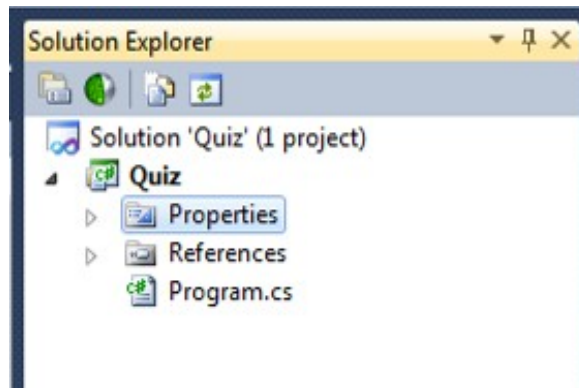 Solution Explorer
Solution 'Quiz' (1 project)
C# Quiz
Properties
References
C# Program.cs